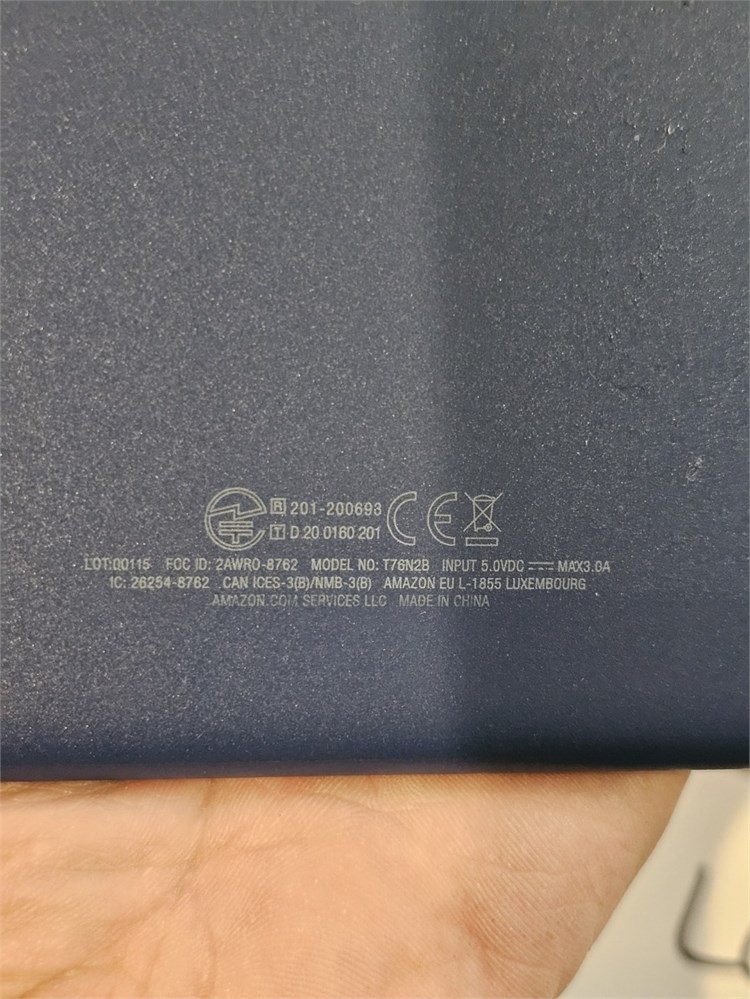 R 201-200693
T D 20 0160 201
CE
LOT:00115 FCC ID: 2AWRO-8762 MODEL NO: T76N2B INPUT 5.0VDC ⎓ MAX3.0A
IC: 26254-8762 CAN ICES-3(B)/NMB-3(B) AMAZON EU L-1855 LUXEMBOURG
AMAZON.COM SERVICES LLC MADE IN CHINA